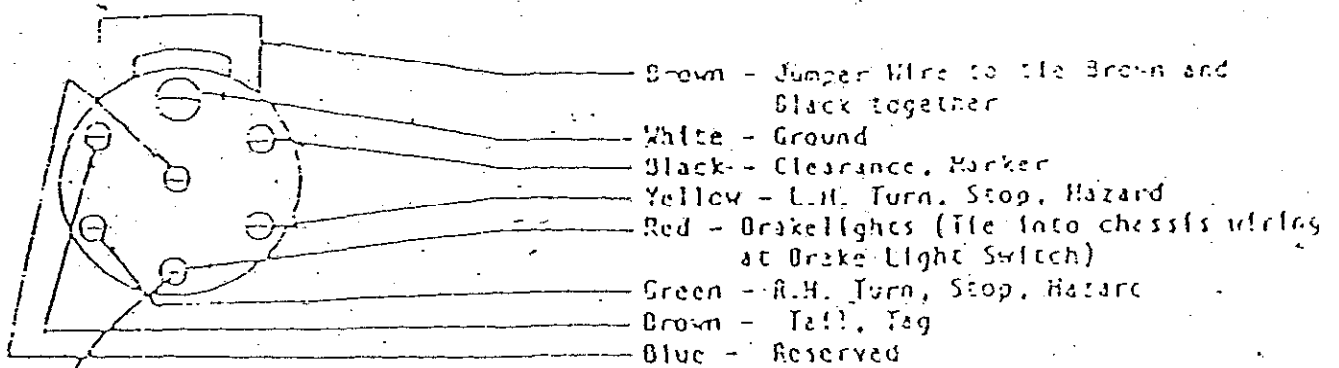 Brown - Jumper Wire to tie Brown and
Black together
White - Ground
Black - Clearance, Marker
Yellow - L.H. Turn, Stop, Hazard
Red - Brakelights (Tie into chassis wiring
at Brake Light Switch)
Green - R.H. Turn, Stop, Hazard
Brown - Tail, Tag
Blue - Reserved